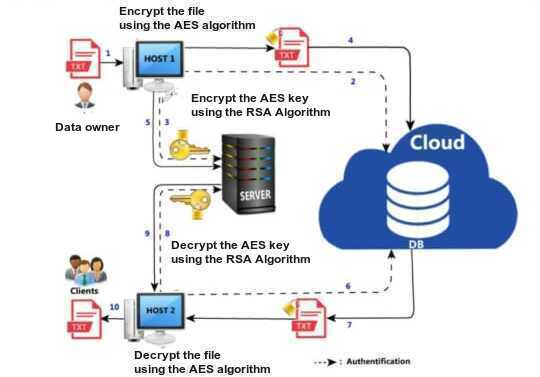 Encrypt the file
using the AES algorithm
1
TXT
HOST 1
TXT
4
2
Data owner
5
3
Encrypt the AES key
using the RSA Algorithm
Cloud
SERVER
DB
9
8
Decrypt the AES key
using the RSA Algorithm
6
Clients
10
TXT
HOST 2
TXT
7
Decrypt the file
using the AES algorithm
: Authentification